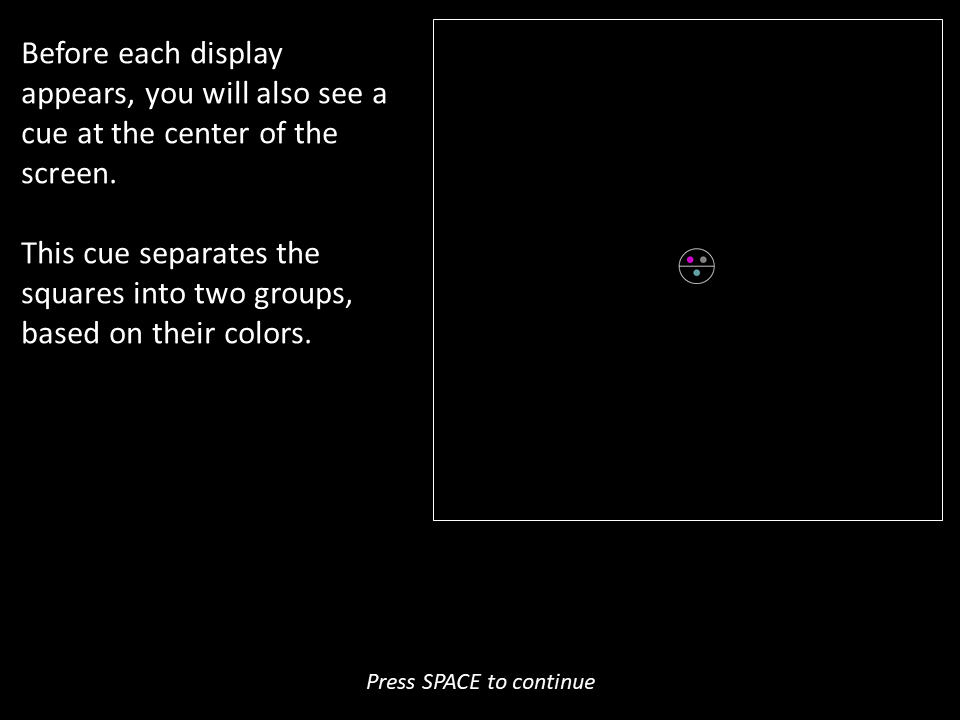 Before each display
appears, you will also see a
cue at the center of the
screen.
This cue separates the
squares into two groups,
based on their colors.
Press SPACE to continue